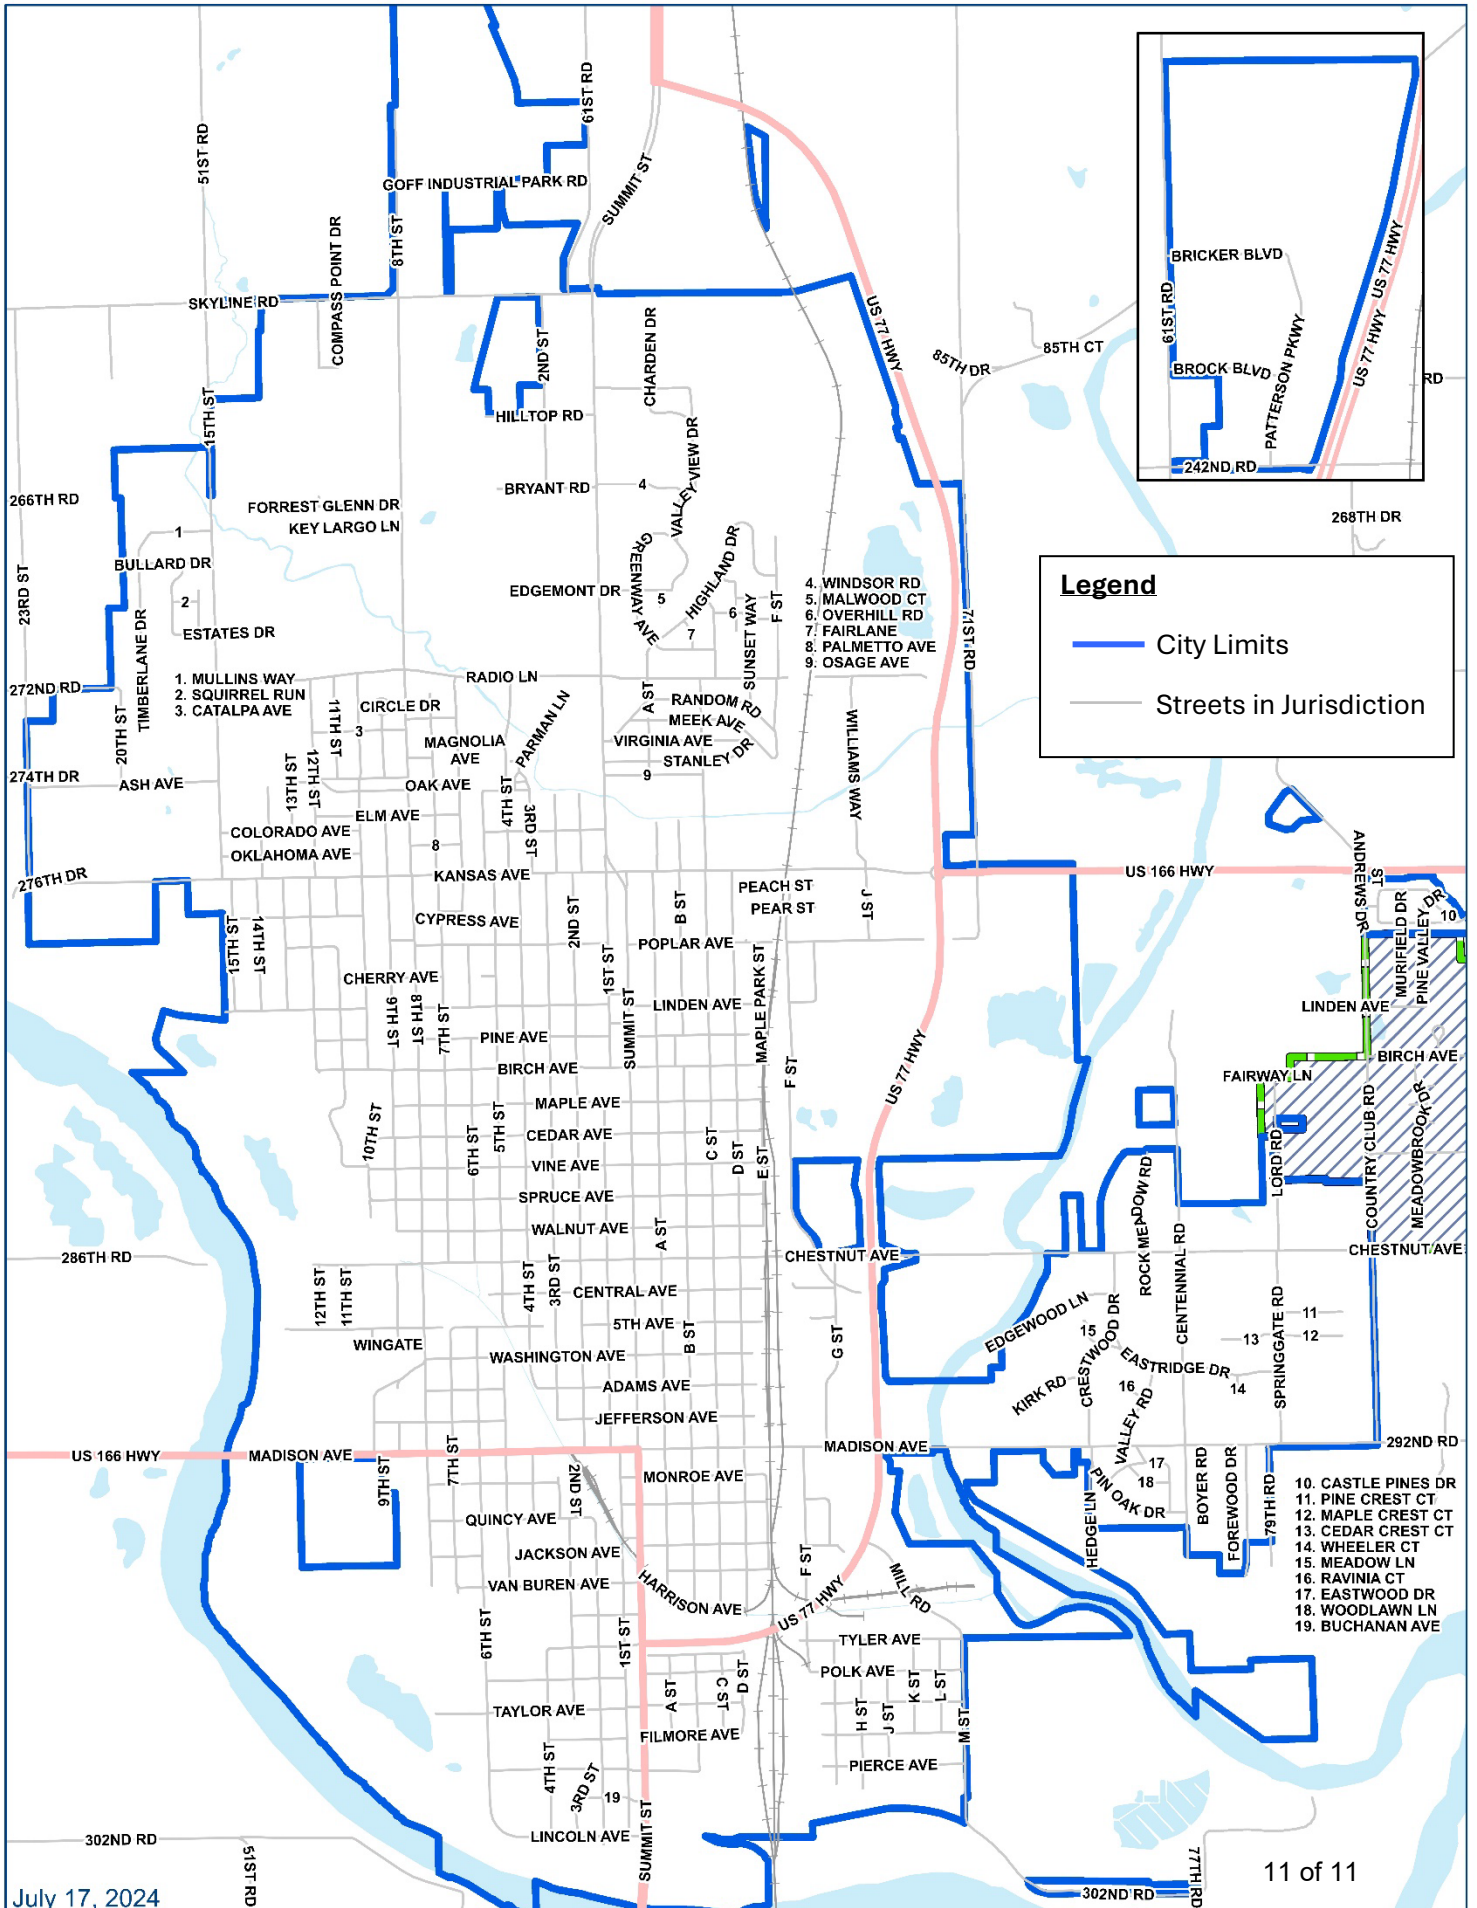 51ST RD
61ST RD
GOFF INDUSTRIAL PARK RD
SUMMIT ST
8TH ST
COMPASS POINT DR
SKYLINE RD
US 77 HWY
BRICKER BLVD
61ST RD
US 77 HWY
US 77 HWY
PATTERSON PKWY
BROCK BLVD
242ND RD
RD
2ND ST
CHARDEN DR
85TH DR
85TH CT
15TH ST
HILLTOP RD
VALLEY VIEW DR
266TH RD
BRYANT RD
4
FORREST GLENN DR
KEY LARGO LN
268TH DR
1
BULLARD DR
GREENWAY AVE
HIGHLAND DR
23RD ST
EDGEMONT DR
5
6
7
SUNSET WAY
F ST
4. WINDSOR RD
5. MALWOOD CT
6. OVERHILL RD
7. FAIRLANE
8. PALMETTO AVE
9. OSAGE AVE
71ST RD
Legend
City Limits
Streets in Jurisdiction
2
ESTATES DR
TIMBERLANE DR
272ND RD
1. MULLINS WAY
2. SQUIRREL RUN
3. CATALPA AVE
RADIO LN
20TH ST
11TH ST
CIRCLE DR
3
PARMAN LN
A ST
RANDOM RD
MEEK AVE
VIRGINIA AVE
STANLEY DR
9
WILLIAMS WAY
MAGNOLIA
AVE
274TH DR
ASH AVE
13TH ST
12TH ST
OAK AVE
4TH ST
3RD ST
ELM AVE
COLORADO AVE
OKLAHOMA AVE
8
276TH DR
KANSAS AVE
PEACH ST
PEAR ST
J ST
US 166 HWY
ANDREWS DR
ST
MURIFIELD DR
PINE VALLEY DR
10
CYPRESS AVE
2ND ST
B ST
POPLAR AVE
15TH ST
14TH ST
CHERRY AVE
1ST ST
SUMMIT ST
LINDEN AVE
MAPLE PARK ST
LINDEN AVE
9TH ST
8TH ST
7TH ST
PINE AVE
BIRCH AVE
F ST
US 77 HWY
BIRCH AVE
FAIRWAY LN
10TH ST
MAPLE AVE
CEDAR AVE
6TH ST
5TH ST
VINE AVE
C ST
D ST
E ST
SPRUCE AVE
WALNUT AVE
A ST
ROCK MEADOW RD
LORD RD
COUNTRY CLUB RD
MEADOWBROOK DR
286TH RD
CHESTNUT AVE
CHESTNUT AVE
12TH ST
11TH ST
4TH ST
3RD ST
CENTRAL AVE
5TH AVE
B ST
G ST
EDGEWOOD LN
CENTENNIAL RD
SPRINGGATE RD
11
12
13
WINGATE
WASHINGTON AVE
15
CRESTWOOD DR
EASTRIDGE DR
14
ADAMS AVE
KIRK RD
16
JEFFERSON AVE
VALLEY RD
US 166 HWY
MADISON AVE
MADISON AVE
292ND RD
9TH ST
7TH ST
2ND ST
MONROE AVE
17
18
PIN OAK DR
BOYER RD
FOREWOOD DR
79TH RD
HEDGE LN
10. CASTLE PINES DR
11. PINE CREST CT
12. MAPLE CREST CT
13. CEDAR CREST CT
14. WHEELER CT
15. MEADOW LN
16. RAVINIA CT
17. EASTWOOD DR
18. WOODLAWN LN
19. BUCHANAN AVE
QUINCY AVE
JACKSON AVE
F ST
VAN BUREN AVE
HARRISON AVE
US 77 HWY
MILL RD
6TH ST
1ST ST
TYLER AVE
POLK AVE
A ST
C ST
D ST
H ST
J ST
K ST
L ST
M ST
TAYLOR AVE
FILMORE AVE
4TH ST
3RD ST
19
PIERCE AVE
302ND RD
51ST RD
LINCOLN AVE
SUMMIT ST
77TH RD
302ND RD
11 of 11
July 17, 2024